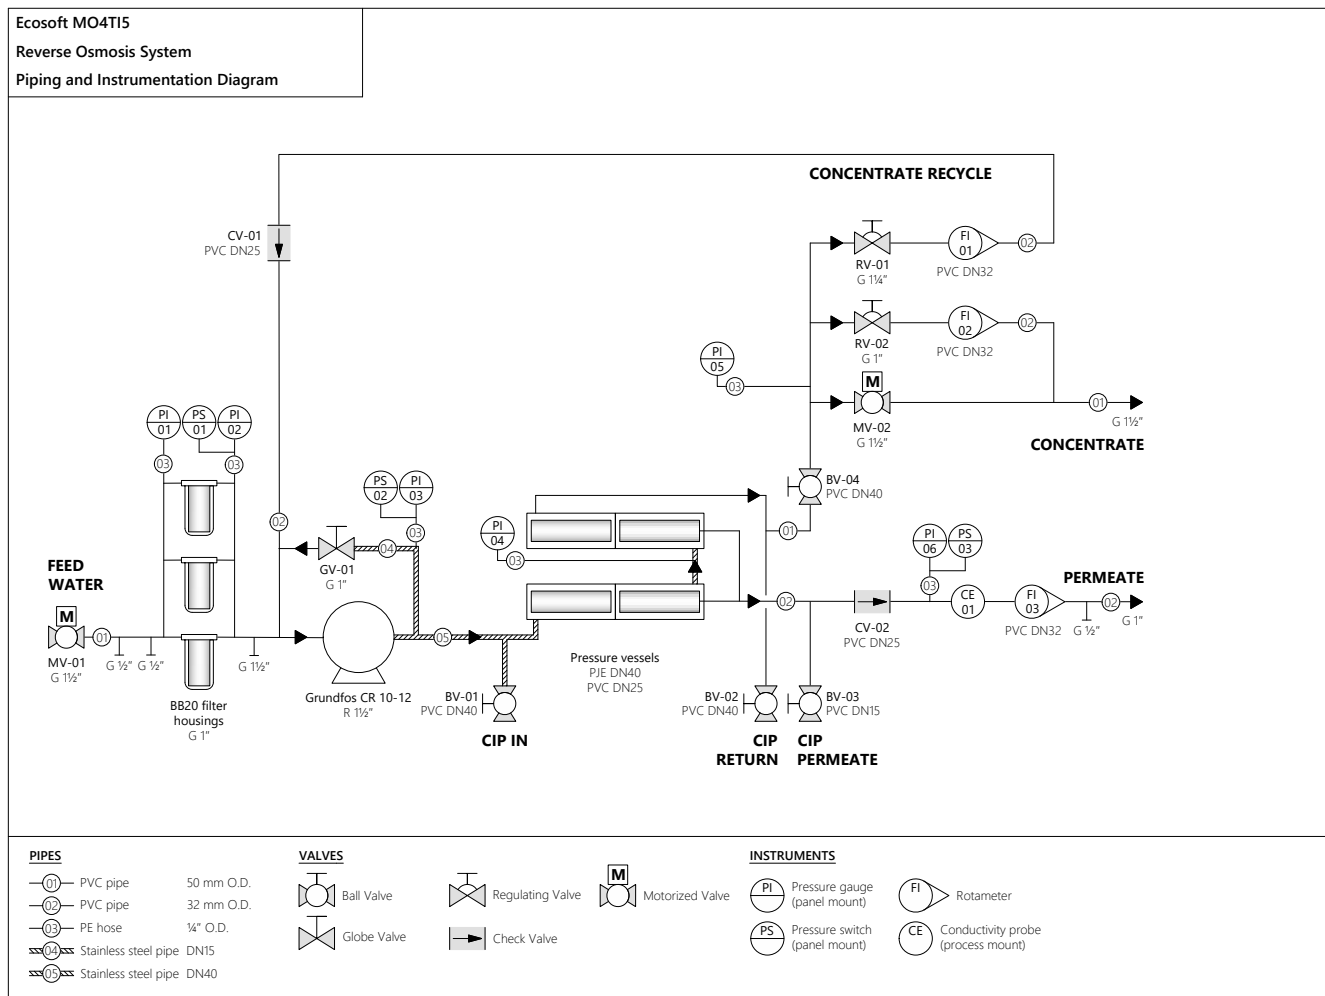 Ecosoft MO4TI5
Reverse Osmosis System
Piping and Instrumentation Diagram
CONCENTRATE RECYCLE
CV-01
PVC DN25
RV-01
G 1¼"
FI
01
PVC DN32
02
RV-02
G 1"
FI
02
PVC DN32
02
PI
05
03
M
MV-02
G 1½"
01
G 1½"
CONCENTRATE
BV-04
PVC DN40
01
PI
01
PS
01
PI
02
03
03
02
PS
02
PI
03
03
04
GV-01
G 1"
PI
04
03
FEED
WATER
M
MV-01
G 1½"
01
G ½"
G ½"
G 1½"
BB20 filter
housings
G 1"
Grundfos CR 10-12
R 1½"
05
BV-01
PVC DN40
CIP IN
Pressure vessels
PJE DN40
PVC DN25
02
BV-02
PVC DN40
CIP
RETURN
BV-03
PVC DN15
CIP
PERMEATE
CV-02
PVC DN25
PI
06
PS
03
03
CE
01
FI
03
PVC DN32
G ½"
02
G 1"
PERMEATE
PIPES
01 PVC pipe 50 mm O.D.
02 PVC pipe 32 mm O.D.
03 PE hose ¼" O.D.
04 Stainless steel pipe DN15
05 Stainless steel pipe DN40
VALVES
Ball Valve
Globe Valve
Regulating Valve
Check Valve
M
Motorized Valve
INSTRUMENTS
PI
Pressure gauge
(panel mount)
PS
Pressure switch
(panel mount)
FI
Rotameter
CE
Conductivity probe
(process mount)